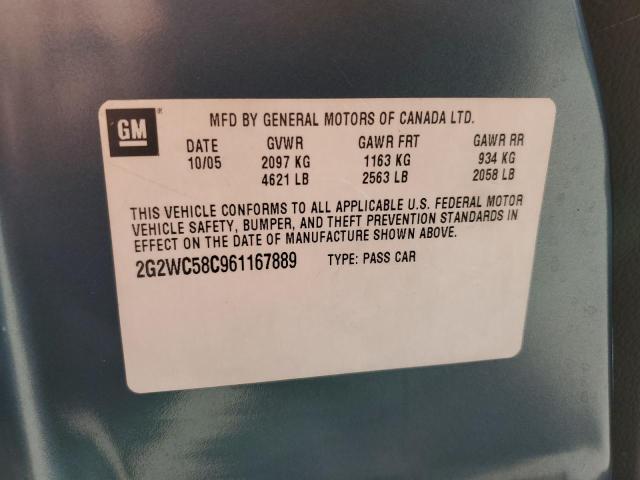 GM
MFD BY GENERAL MOTORS OF CANADA LTD.
DATE GVWR GAWR FRT GAWR RR
10/05 2097 KG 1163 KG 934 KG
4621 LB 2563 LB 2058 LB
THIS VEHICLE CONFORMS TO ALL APPLICABLE U.S. FEDERAL MOTOR
VEHICLE SAFETY, BUMPER, AND THEFT PREVENTION STANDARDS IN
EFFECT ON THE DATE OF MANUFACTURE SHOWN ABOVE.
2G2WC58C961167889 TYPE: PASS CAR